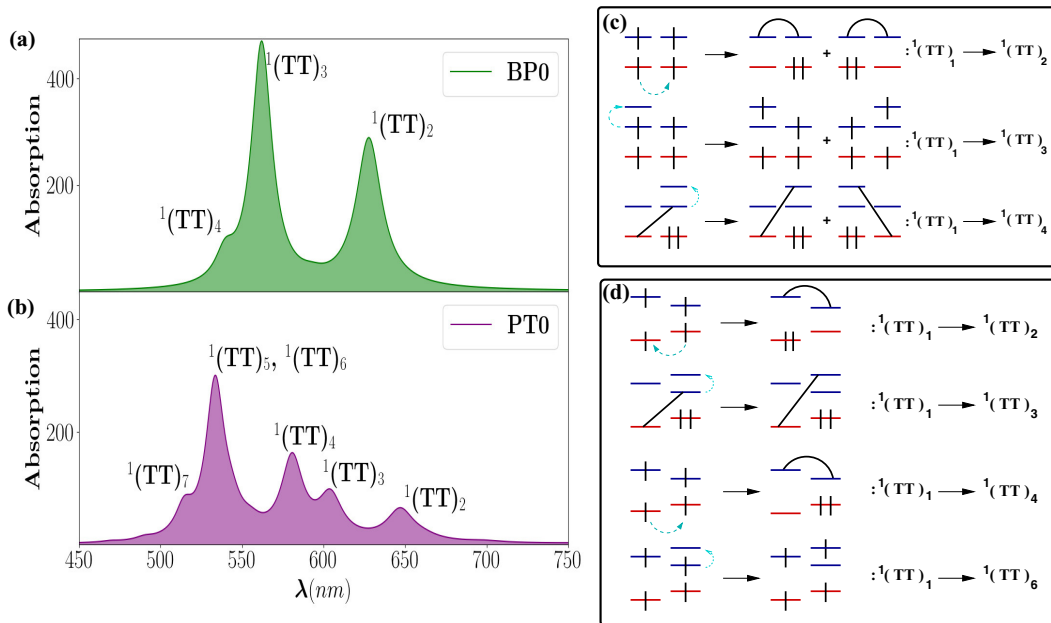 (a)
Absorption
400
200
¹(TT)₃
BP0
¹(TT)₂
¹(TT)₄
(b)
Absorption
400
200
PT0
¹(TT)₅, ¹(TT)₆
¹(TT)₄
¹(TT)₃
¹(TT)₇
¹(TT)₂
450 500 550 600 650 700 750
λ(nm)
(c)
+ : ¹(TT)₁ → ¹(TT)₂
+ : ¹(TT)₁ → ¹(TT)₃
+ : ¹(TT)₁ → ¹(TT)₄
(d)
: ¹(TT)₁ → ¹(TT)₂
: ¹(TT)₁ → ¹(TT)₃
: ¹(TT)₁ → ¹(TT)₄
: ¹(TT)₁ → ¹(TT)₆